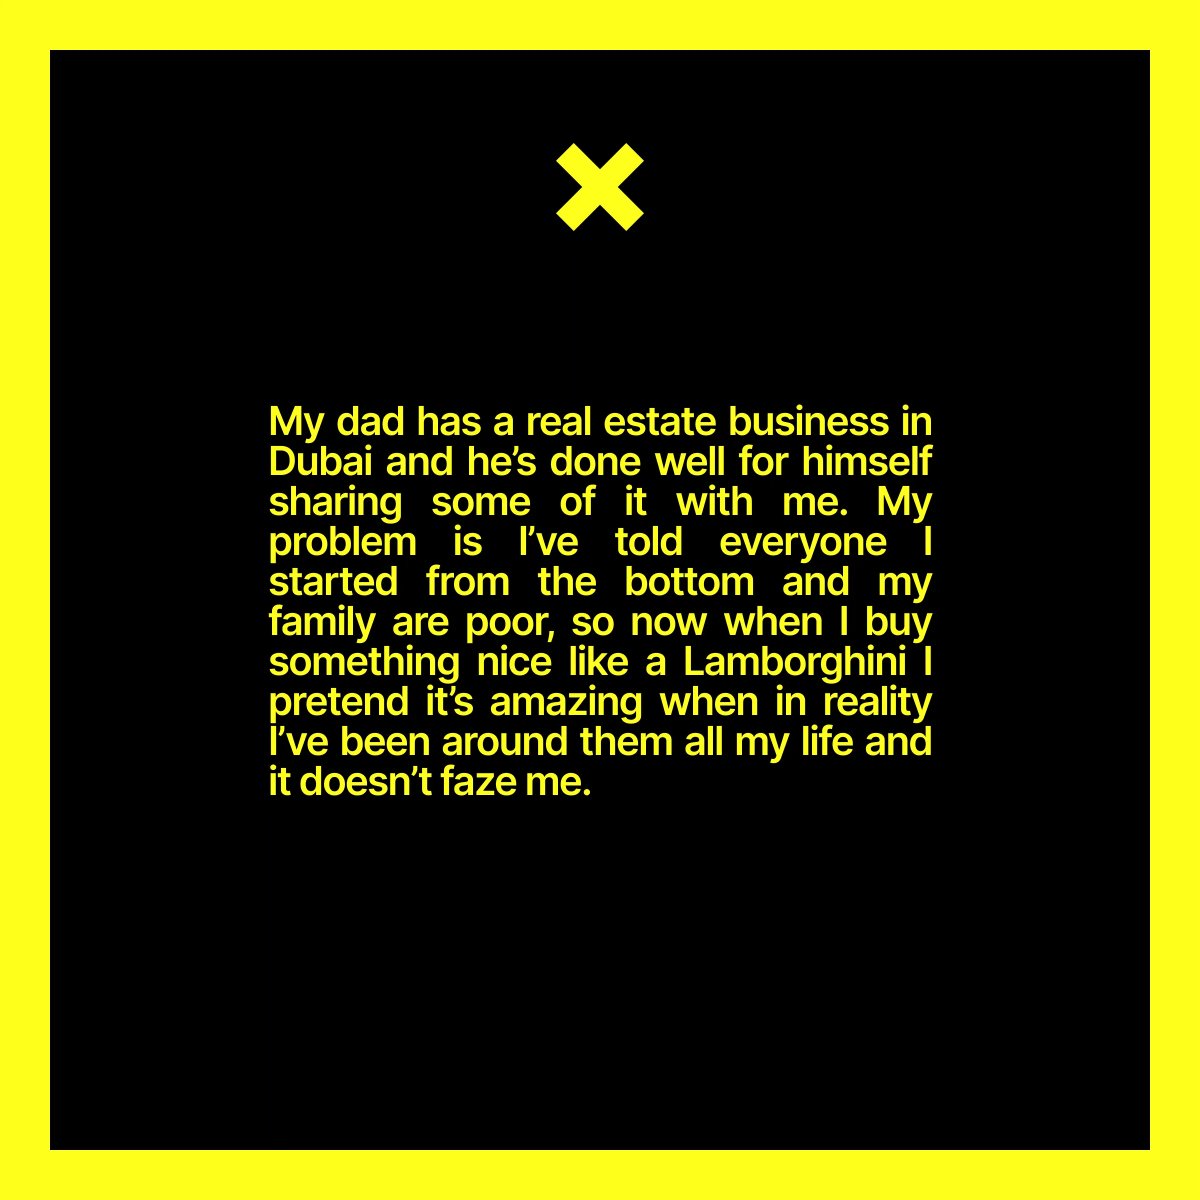 My dad has a real estate business in
Dubai and he’s done well for himself
sharing some of it with me. My
problem is I’ve told everyone I
started from the bottom and my
family are poor, so now when I buy
something nice like a Lamborghini I
pretend it’s amazing when in reality
I’ve been around them all my life and
it doesn’t faze me.